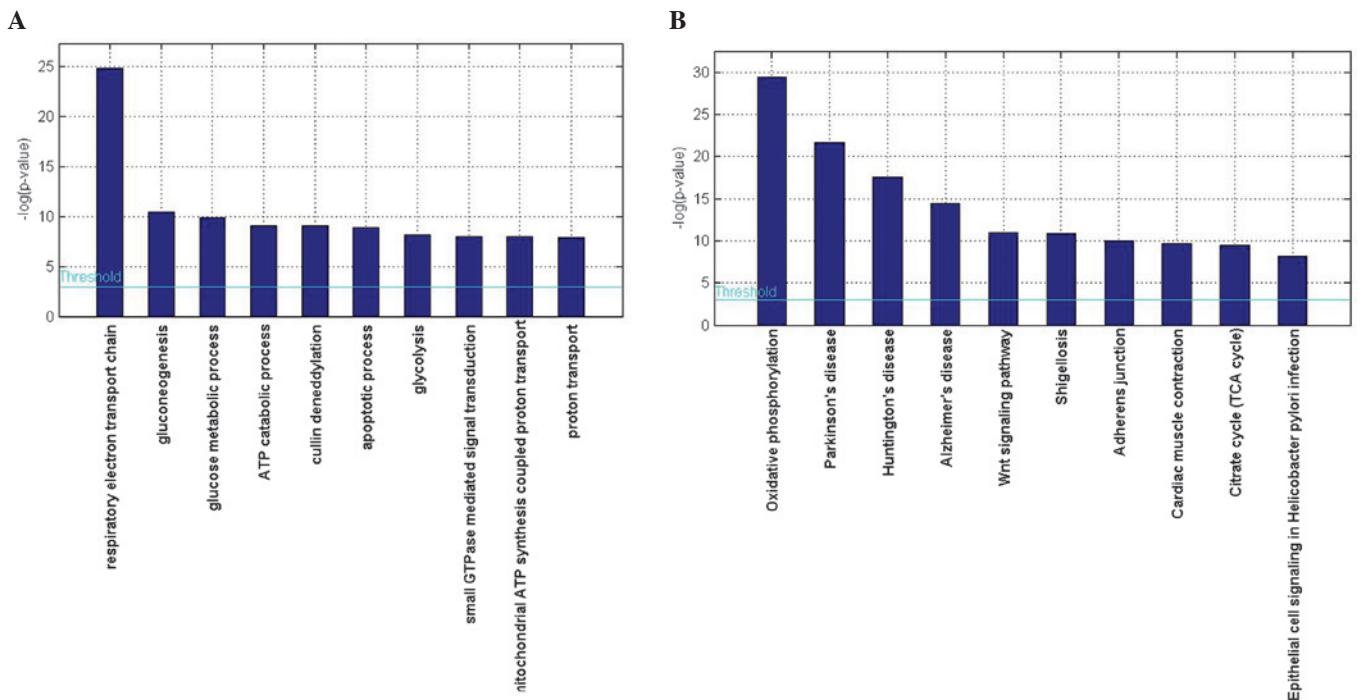 A
25
20
15
10
5
0
-log(p-value)
Threshold
respiratory electron transport chain
gluconeogenesis
glucose metabolic process
ATP catabolic process
cullin deneddylation
apoptotic process
glycolysis
small GTPase mediated signal transduction
nitochondrial ATP synthesis coupled proton transport
proton transport
B
30
25
20
15
10
5
0
-log(p-value)
Threshold
Oxidative phosphorylation
Parkinson's disease
Huntington's disease
Alzheimer's disease
Wnt signaling pathway
Shigellosis
Adherens junction
Cardiac muscle contraction
Citrate cycle (TCA cycle)
Epithelial cell signaling in Helicobacter pylori infection